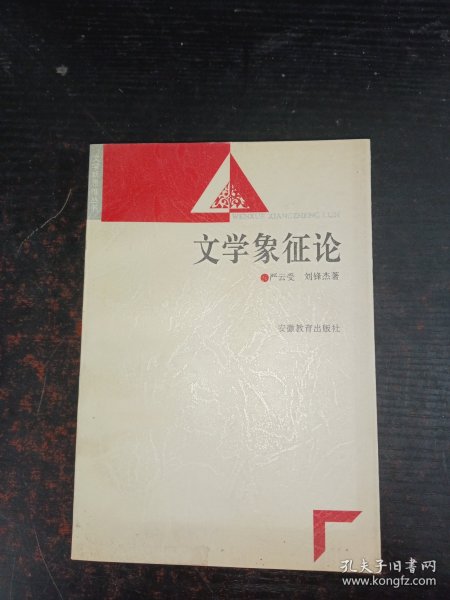 WENXUE XIANGZHENG LUN
文学象征论
严云受 刘锋杰著
安徽教育出版社
孔夫子旧书网
www.kongfz.com